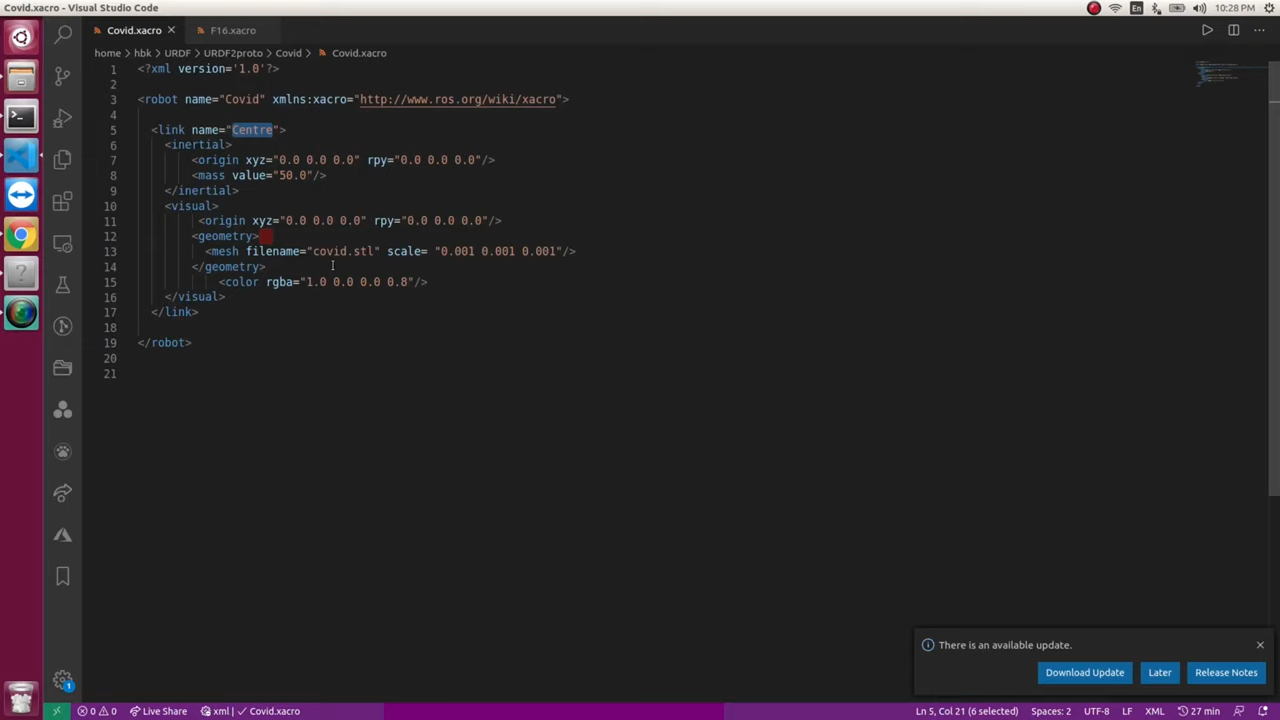 Covid.xacro - Visual Studio Code
En
10:28 PM
Covid.xacro
F16.xacro
home > hbk > URDF > URDF2proto > Covid > Covid.xacro
1 <?xml version='1.0'?>
2
3 <robot name="Covid" xmlns:xacro="http://www.ros.org/wiki/xacro">
4
5 <link name="Centre">
6 <inertial>
7 <origin xyz="0.0 0.0 0.0" rpy="0.0 0.0 0.0"/>
8 <mass value="50.0"/>
9 </inertial>
10 <visual>
11 <origin xyz="0.0 0.0 0.0" rpy="0.0 0.0 0.0"/>
12 <geometry>
13 <mesh filename="covid.stl" scale= "0.001 0.001 0.001"/>
14 </geometry>
15 <color rgba="1.0 0.0 0.0 0.8"/>
16 </visual>
17 </link>
18
19 </robot>
20
21
There is an available update.
Download Update
Later
Release Notes
1
0 0
Live Share
xml
Covid.xacro
Ln 5, Col 21 (6 selected)
Spaces: 2
UTF-8
LF
XML
27 min